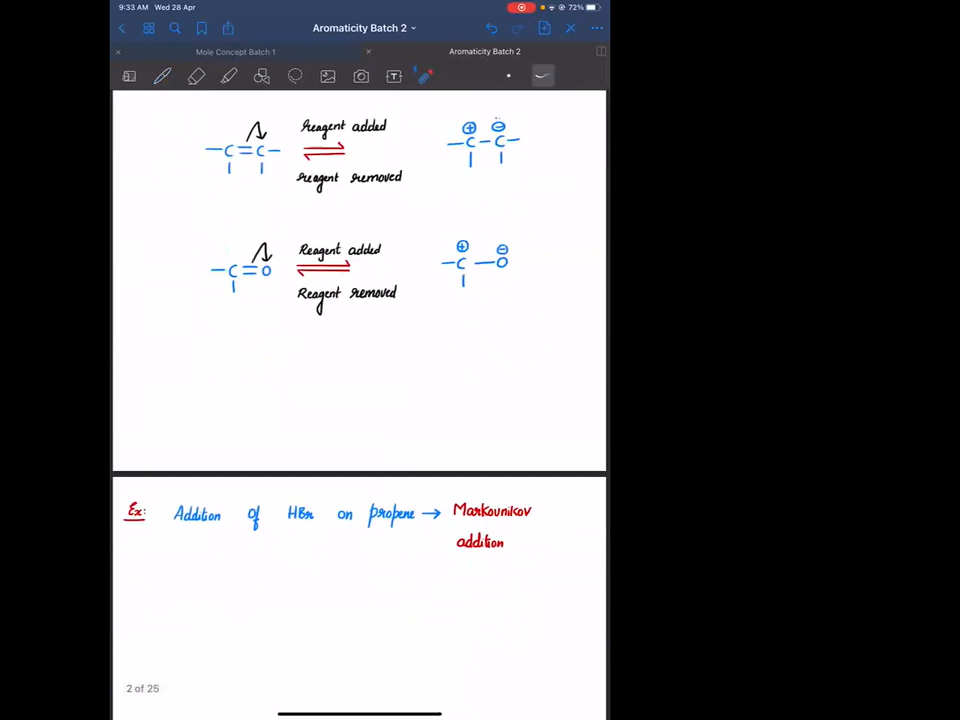 9:33 AM Wed 28 Apr
72%
Aromaticity Batch 2
Mole Concept Batch 1
Aromaticity Batch 2
T
Reagent added
— C = C —
⊕ ⊖
— C — C —
reagent removed
Reagent added
— C = O
⊕ ⊖
— C — O
Reagent removed
Ex: Addition of HBr on propene → Markovnikov
addition
2 of 25